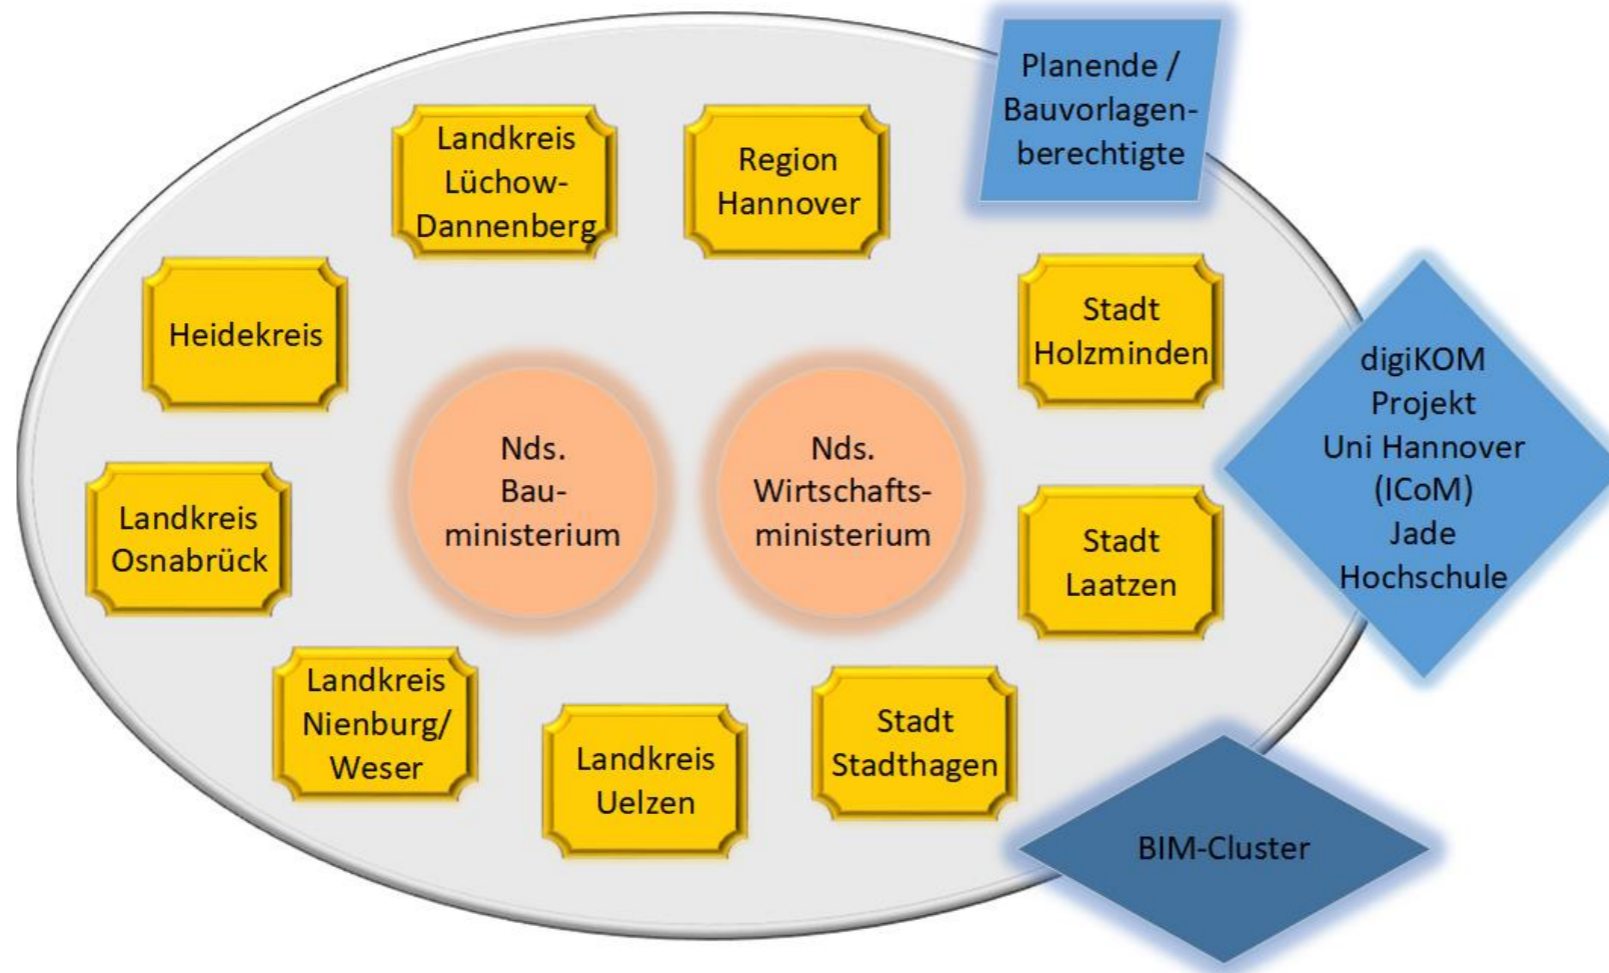 Planende /
Bauvorlagen-
berechtigte
Landkreis
Lüchow-
Dannenberg
Region
Hannover
Heidekreis
Stadt
Holzminden
digiKOM
Projekt
Uni Hannover
(ICoM)
Jade
Hochschule
Nds.
Bau-
ministerium
Nds.
Wirtschafts-
ministerium
Landkreis
Osnabrück
Stadt
Laatzen
Landkreis
Nienburg/
Weser
Landkreis
Uelzen
Stadt
Stadthagen
BIM-Cluster